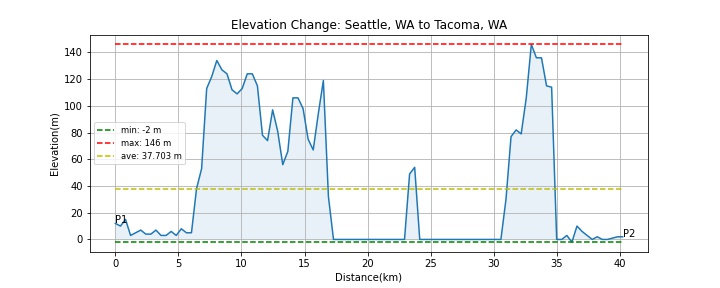 Elevation Change: Seattle, WA to Tacoma, WA
Elevation(m)
140
120
100
80
60
40
20
0
min: -2 m
max: 146 m
ave: 37.703 m
P1
P2
0 5 10 15 20 25 30 35 40
Distance(km)